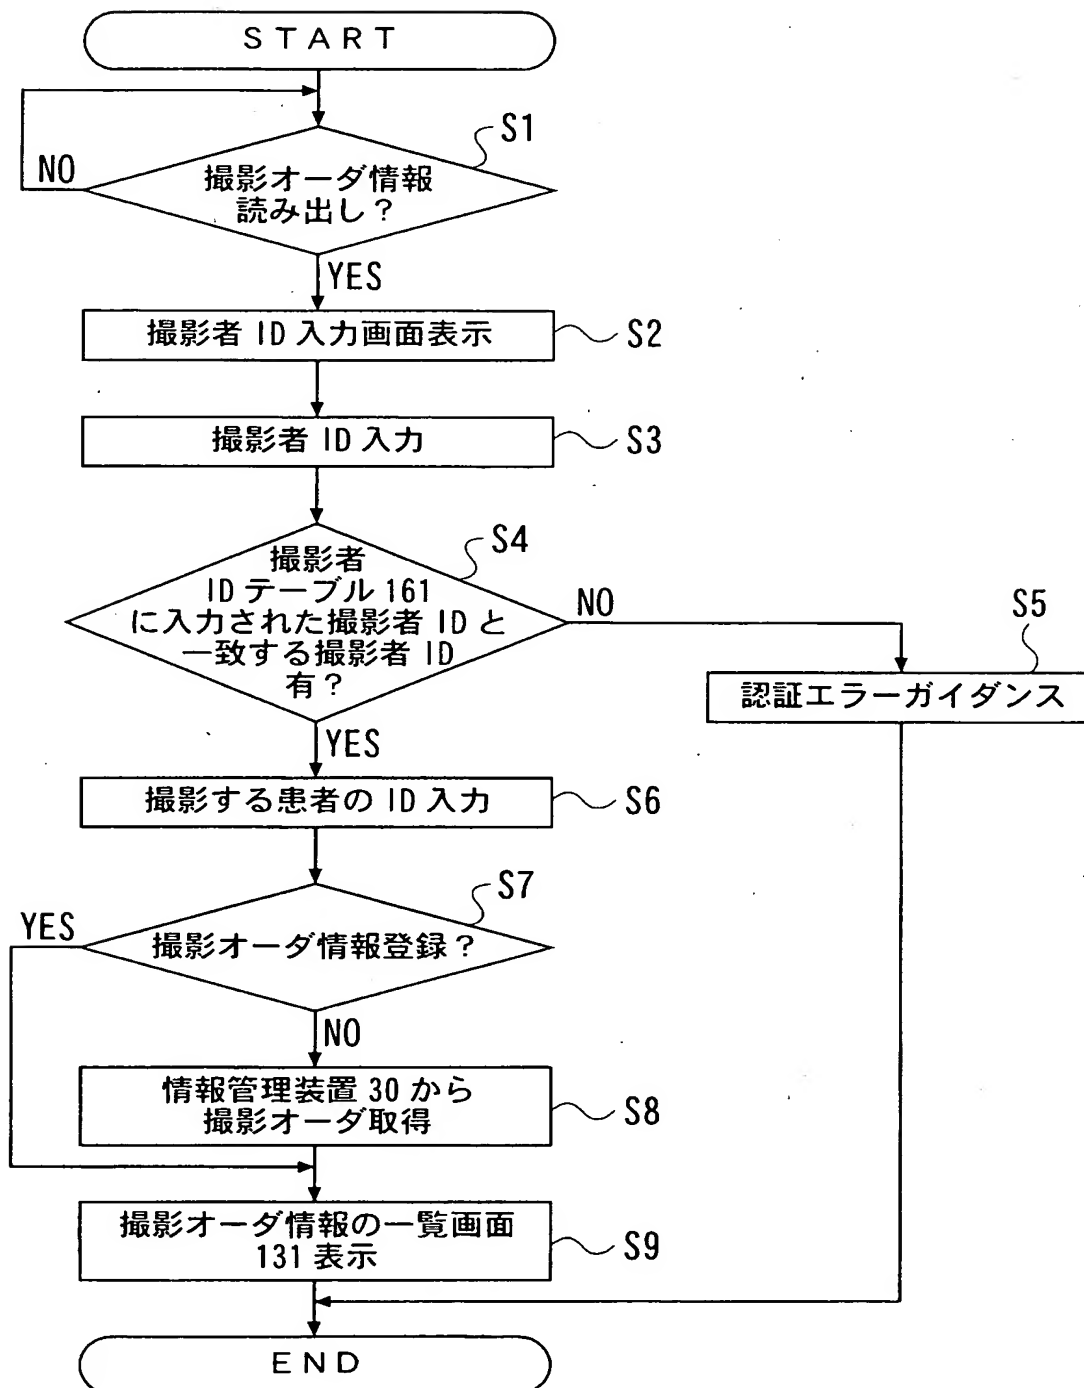 START
S1
NO
撮影オーダ情報
読み出し？
YES
撮影者 ID 入力画面表示
S2
撮影者 ID 入力
S3
S4
撮影者
ID テーブル 161
に入力された撮影者 ID と
一致する撮影者 ID
有？
NO
S5
認証エラーガイダンス
YES
撮影する患者の ID 入力
S6
S7
YES
撮影オーダ情報登録？
NO
情報管理装置 30 から
撮影オーダ取得
S8
撮影オーダ情報の一覧画面
131 表示
S9
END